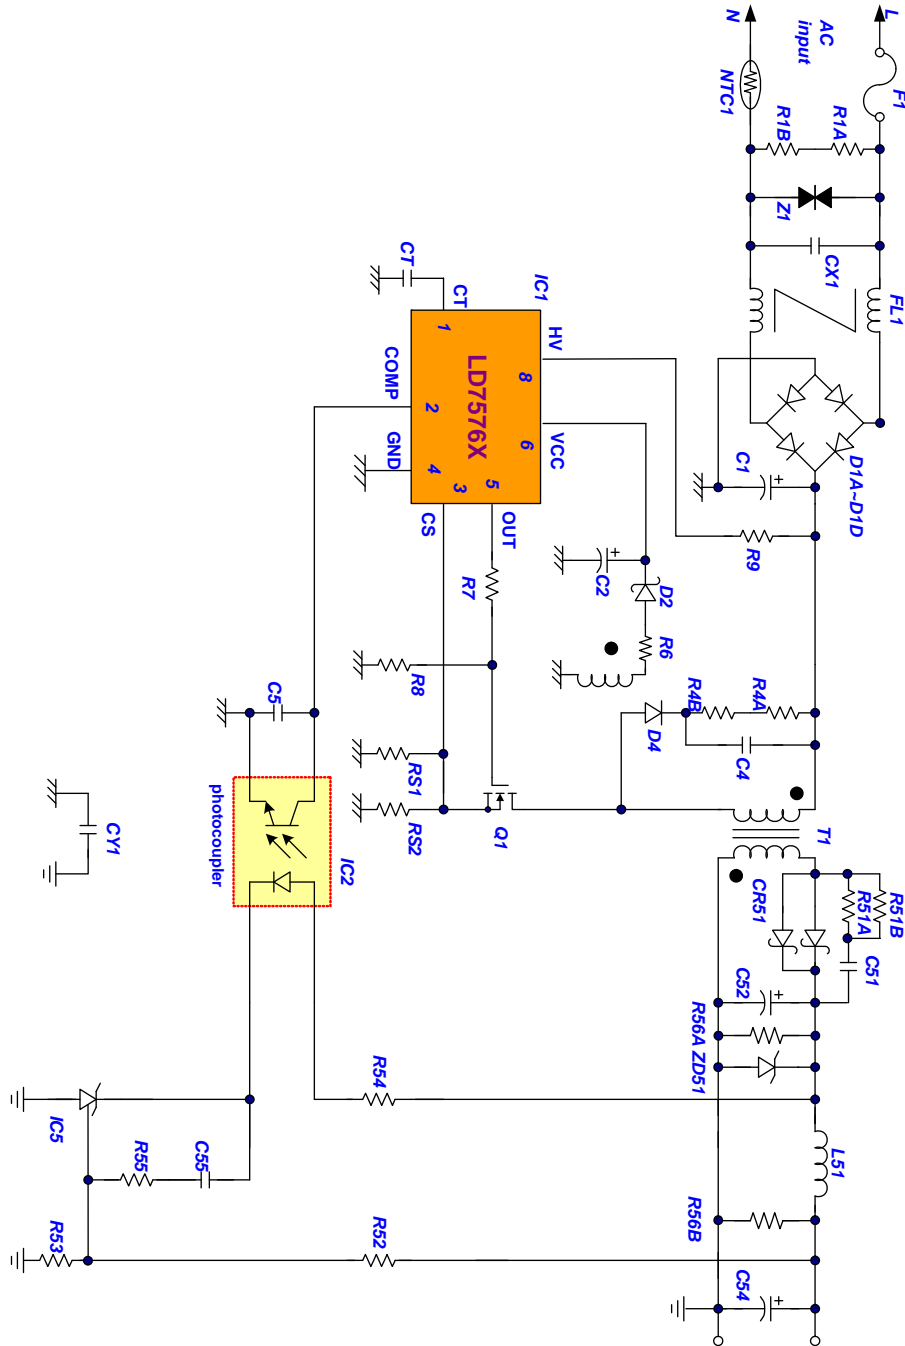 L
N
AC
input
F1
NTC1
R1A
R1B
Z1
CX1
FL1
D1A~D1D
C1
R9
CT
CT
IC1
HV
COMP
GND
CS
OUT
VCC
LD7576X
1
2
4
3
5
6
8
R7
R8
C2
D2
R6
R4A
R4B
C4
D4
T1
Q1
RS1
RS2
C5
photocoupler
IC2
CY1
CR51
R51A
R51B
C51
C52
R56A
ZD51
R54
L51
IC5
R55
C55
R56B
R53
R52
C54
+
+
+
+